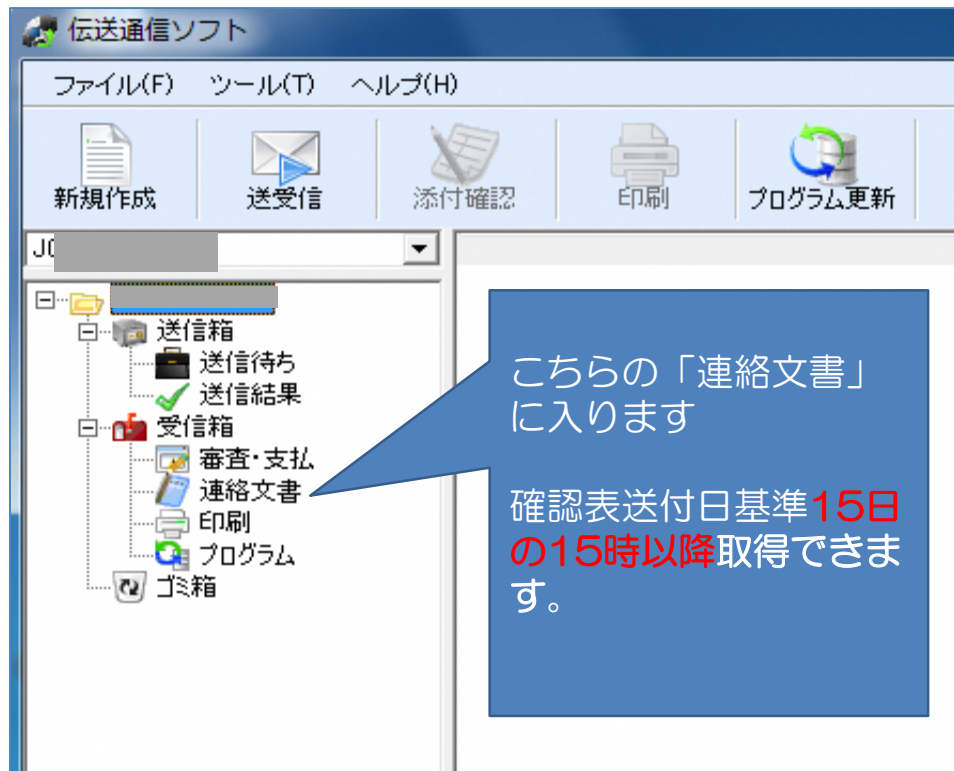 伝送通信ソフト
ファイル(F) ツール(T) ヘルプ(H)
新規作成 送受信 添付確認 印刷 プログラム更新
送信箱
送信待ち
送信結果
受信箱
審査・支払
連絡文書
印刷
プログラム
ゴミ箱
こちらの「連絡文書」
に入ります
確認表送付日基準15日
の15時以降取得できま
す。